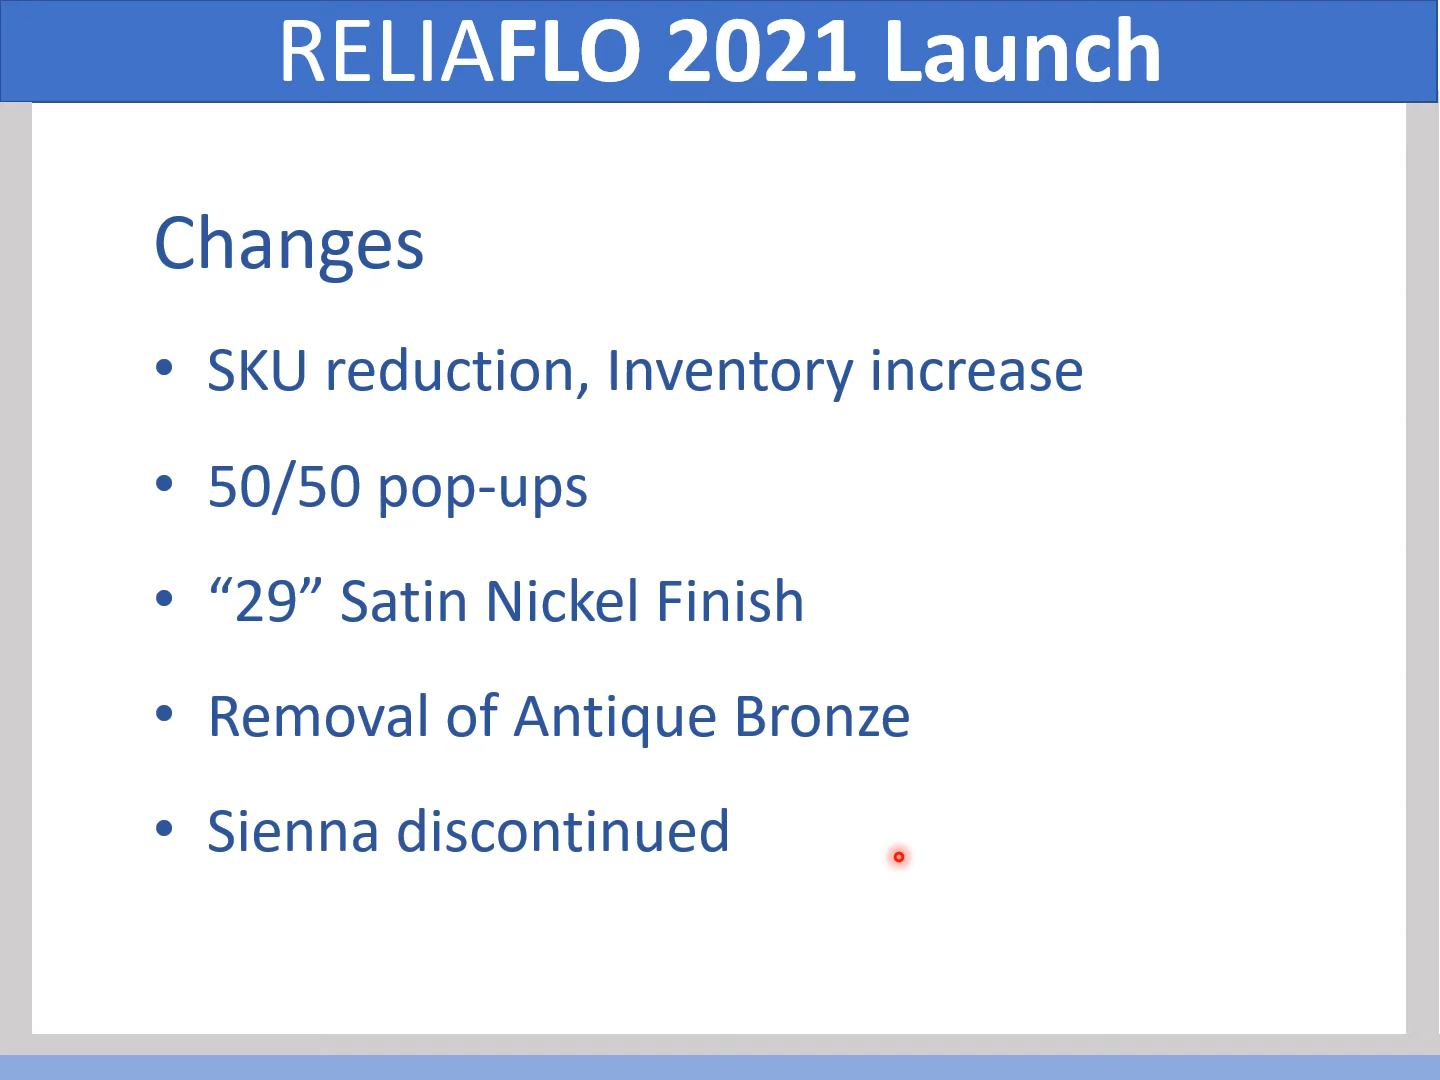 RELIAFLO 2021 Launch
Changes
• SKU reduction, Inventory increase
• 50/50 pop-ups
• “29” Satin Nickel Finish
• Removal of Antique Bronze
• Sienna discontinued